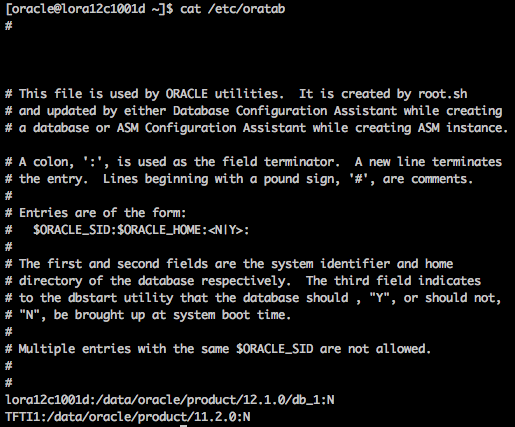 [oracle@lora12c1001d ~]$ cat /etc/oratab
#
# This file is used by ORACLE utilities.  It is created by root.sh
# and updated by either Database Configuration Assistant while creating
# a database or ASM Configuration Assistant while creating ASM instance.
# A colon, ':', is used as the field terminator.  A new line terminates
# the entry.  Lines beginning with a pound sign, '#', are comments.
#
# Entries are of the form:
#   $ORACLE_SID:$ORACLE_HOME:<N|Y>:
#
# The first and second fields are the system identifier and home
# directory of the database respectively.  The third field indicates
# to the dbstart utility that the database should , "Y", or should not,
# "N", be brought up at system boot time.
#
# Multiple entries with the same $ORACLE_SID are not allowed.
#
#
lora12c1001d:/data/oracle/product/12.1.0/db_1:N
TFTI1:/data/oracle/product/11.2.0:N